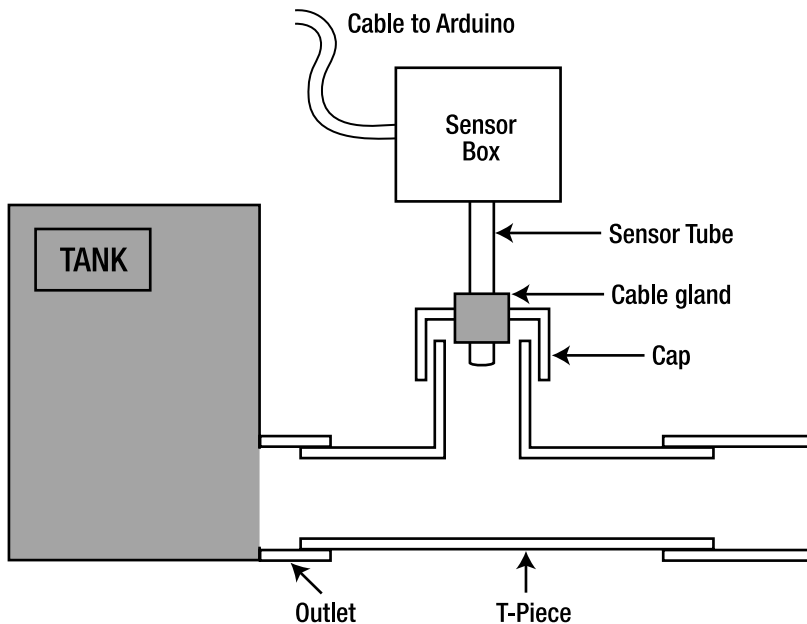 Cable to Arduino
Sensor
Box
Sensor Tube
TANK
Cable gland
Cap
Outlet
T-Piece